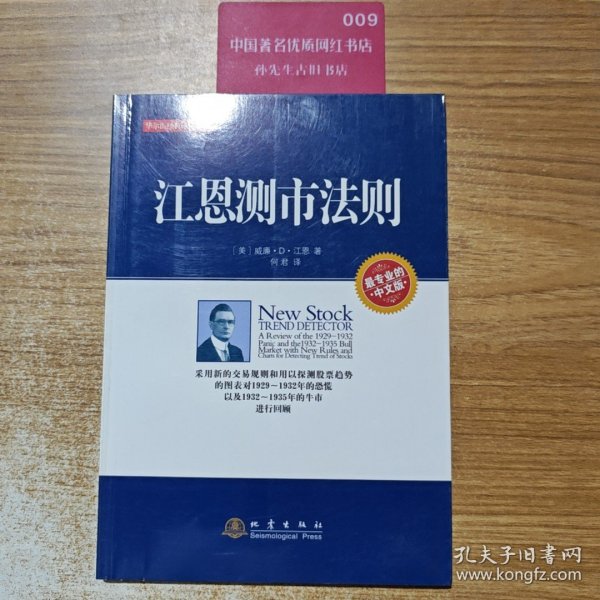 009
中国著名优质网红书店
孙先生古旧书店
江恩测市法则
[美]威廉·D·江恩 著
何君 译
最专业的
·中文版·
New Stock
TREND DETECTOR
A Review of the 1929-1932
Panic and the 1932-1935 Bull
Market with New Rules and
Charts for Detecting Trend of Stocks
采用新的交易规则和用以探测股票趋势
的图表对1929～1932年的恐慌
以及1932～1935年的牛市
进行回顾
地震出版社
Seismological Press
孔夫子旧书网
www.kongfz.com